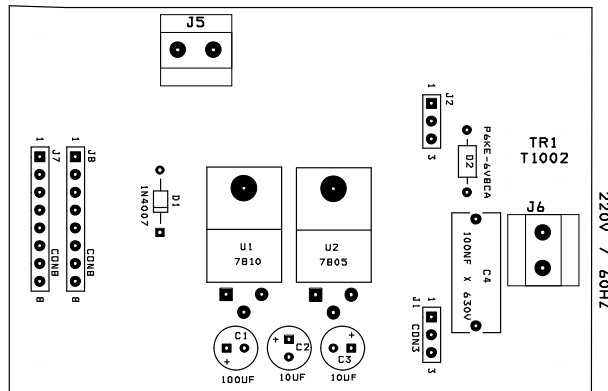 J5
1
J2
3
P6KE-6V8CA
D2
TR1
T1002
220V / 60HZ
1
J7
CON8
8
1
J8
CON8
8
D1
1N4007
U1
7810
U2
7805
J6
100NF X 630V
C4
J1
1
CON3
3
C1
+
100UF
+
C2
10UF
+
C3
10UF